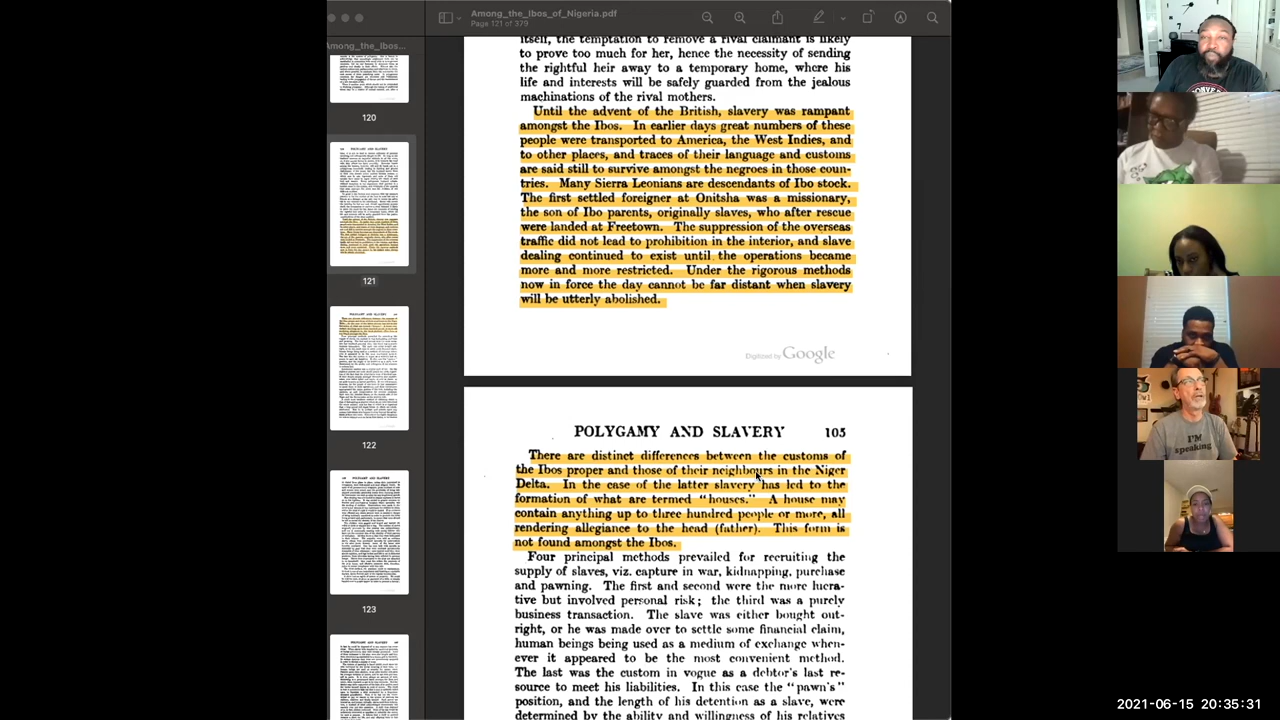 Among_the_Ibos_of_Nigeria.pdf
Page 121 of 379
Among_the_Ibos...
120
121
122
123
itself, the temptation to remove a rival claimant is likely
to prove too much for her, hence the necessity of sending
the rightful heir away to a temporary home, where his
life and interests will be safely guarded from the jealous
machinations of the rival mothers.
Until the advent of the British, slavery was rampant
amongst the Ibos. In earlier days great numbers of these
people were transported to America, the West Indies, and
to other places, and traces of their language and customs
are said still to survive amongst the negroes in those coun-
tries. Many Sierra Leonians are descendants of Ibo stock.
The first settled foreigner at Onitsha was a missionary,
the son of Ibo parents, originally slaves, who after rescue
were landed at Freetown. The suppression of the overseas
traffic did not lead to prohibition in the interior, and slave
dealing continued to exist until the operations became
more and more restricted. Under the rigorous methods
now in force the day cannot be far distant when slavery
will be utterly abolished.
Digitized by Google
POLYGAMY AND SLAVERY 105
There are distinct differences between the customs of
the Ibos proper and those of their neighbours in the Niger
Delta. In the case of the latter slavery has led to the
formation of what are termed "houses." A house may
contain anything up to three hundred people or more, all
rendering allegiance to the head (father). This form is
not found amongst the Ibos.
Four principal methods prevailed for recruiting the
supply of slaves, viz. capture in war, kidnapping, purchase
and pawning. The first and second were the more lucra-
tive but involved personal risk; the third was a purely
business transaction. The slave was either bought out-
right, or he was made over to settle some financial claim,
human beings being used as a medium of exchange when-
ever it appeared to be the most convenient method.
The last was the custom in vogue as a debtor's last re-
source to meet his liabilities. In this case the "pawn's"
position, and the length of his detention as a slave, were
determined by the ability and willingness of his relatives
I'M
speaking
2021-08-15 20:35:31